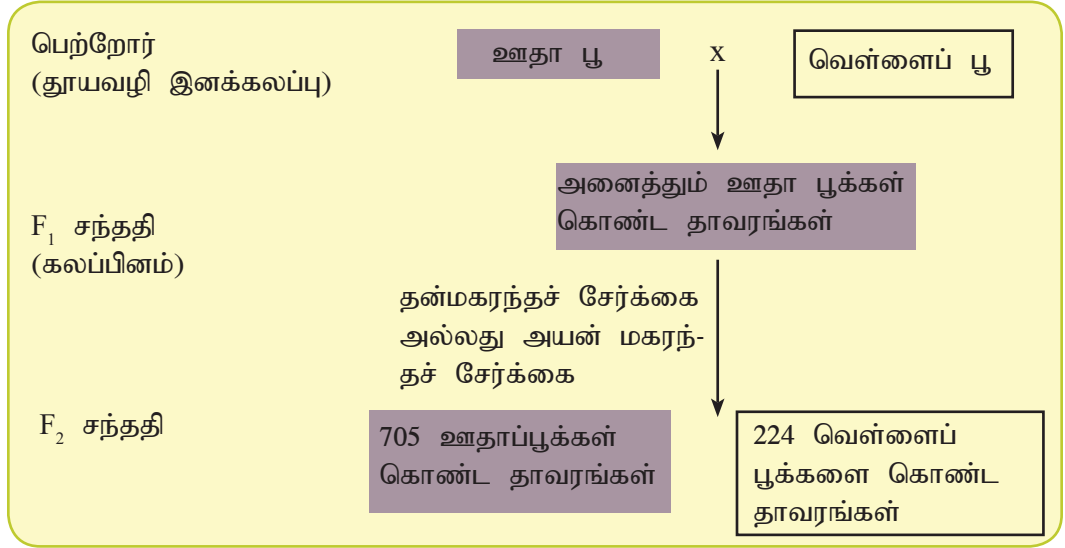 பெற்றோர்
(தூயவழி இனக்கலப்பு)
ஊதா பூ x வெள்ளைப் பூ
அனைத்தும் ஊதா பூக்கள்
கொண்ட தாவரங்கள்
F₁ சந்ததி
(கலப்பினம்)
தன்மகரந்தச் சேர்க்கை
அல்லது அயன் மகரந்-
தச் சேர்க்கை
F₂ சந்ததி
705 ஊதாப்பூக்கள்
கொண்ட தாவரங்கள்
224 வெள்ளைப்
பூக்களை கொண்ட
தாவரங்கள்